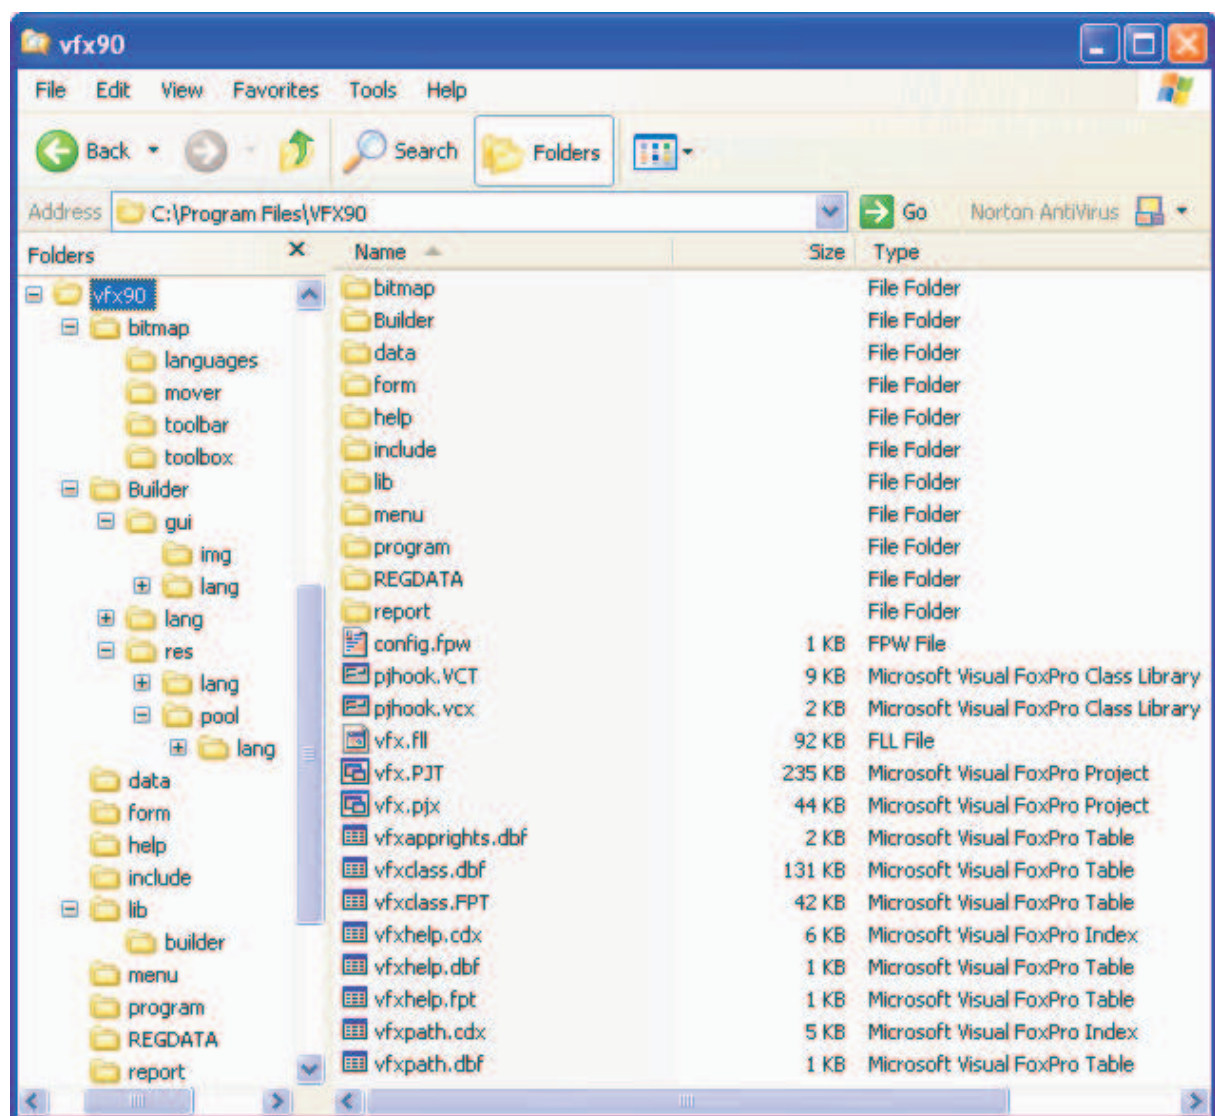 vfx90
File Edit View Favorites Tools Help
Back Search Folders
Address C:\Program Files\VFX90 Go Norton AntiVirus
Folders Name Size Type
vfx90
bitmap
languages
mover
toolbar
toolbox
Builder
gui
img
lang
lang
res
lang
pool
lang
data
form
help
include
lib
builder
menu
program
REGDATA
report
bitmap File Folder
Builder File Folder
data File Folder
form File Folder
help File Folder
include File Folder
lib File Folder
menu File Folder
program File Folder
REGDATA File Folder
report File Folder
config.fpw 1 KB FPW File
pjhook.VCT 9 KB Microsoft Visual FoxPro Class Library
pjhook.vcx 2 KB Microsoft Visual FoxPro Class Library
vfx.fll 92 KB FLL File
vfx.PJT 235 KB Microsoft Visual FoxPro Project
vfx.pjx 44 KB Microsoft Visual FoxPro Project
vfxapprights.dbf 2 KB Microsoft Visual FoxPro Table
vfxclass.dbf 131 KB Microsoft Visual FoxPro Table
vfxclass.FPT 42 KB Microsoft Visual FoxPro Table
vfxhelp.cdx 6 KB Microsoft Visual FoxPro Index
vfxhelp.dbf 1 KB Microsoft Visual FoxPro Table
vfxhelp.fpt 1 KB Microsoft Visual FoxPro Table
vfxpath.cdx 5 KB Microsoft Visual FoxPro Index
vfxpath.dbf 1 KB Microsoft Visual FoxPro Table